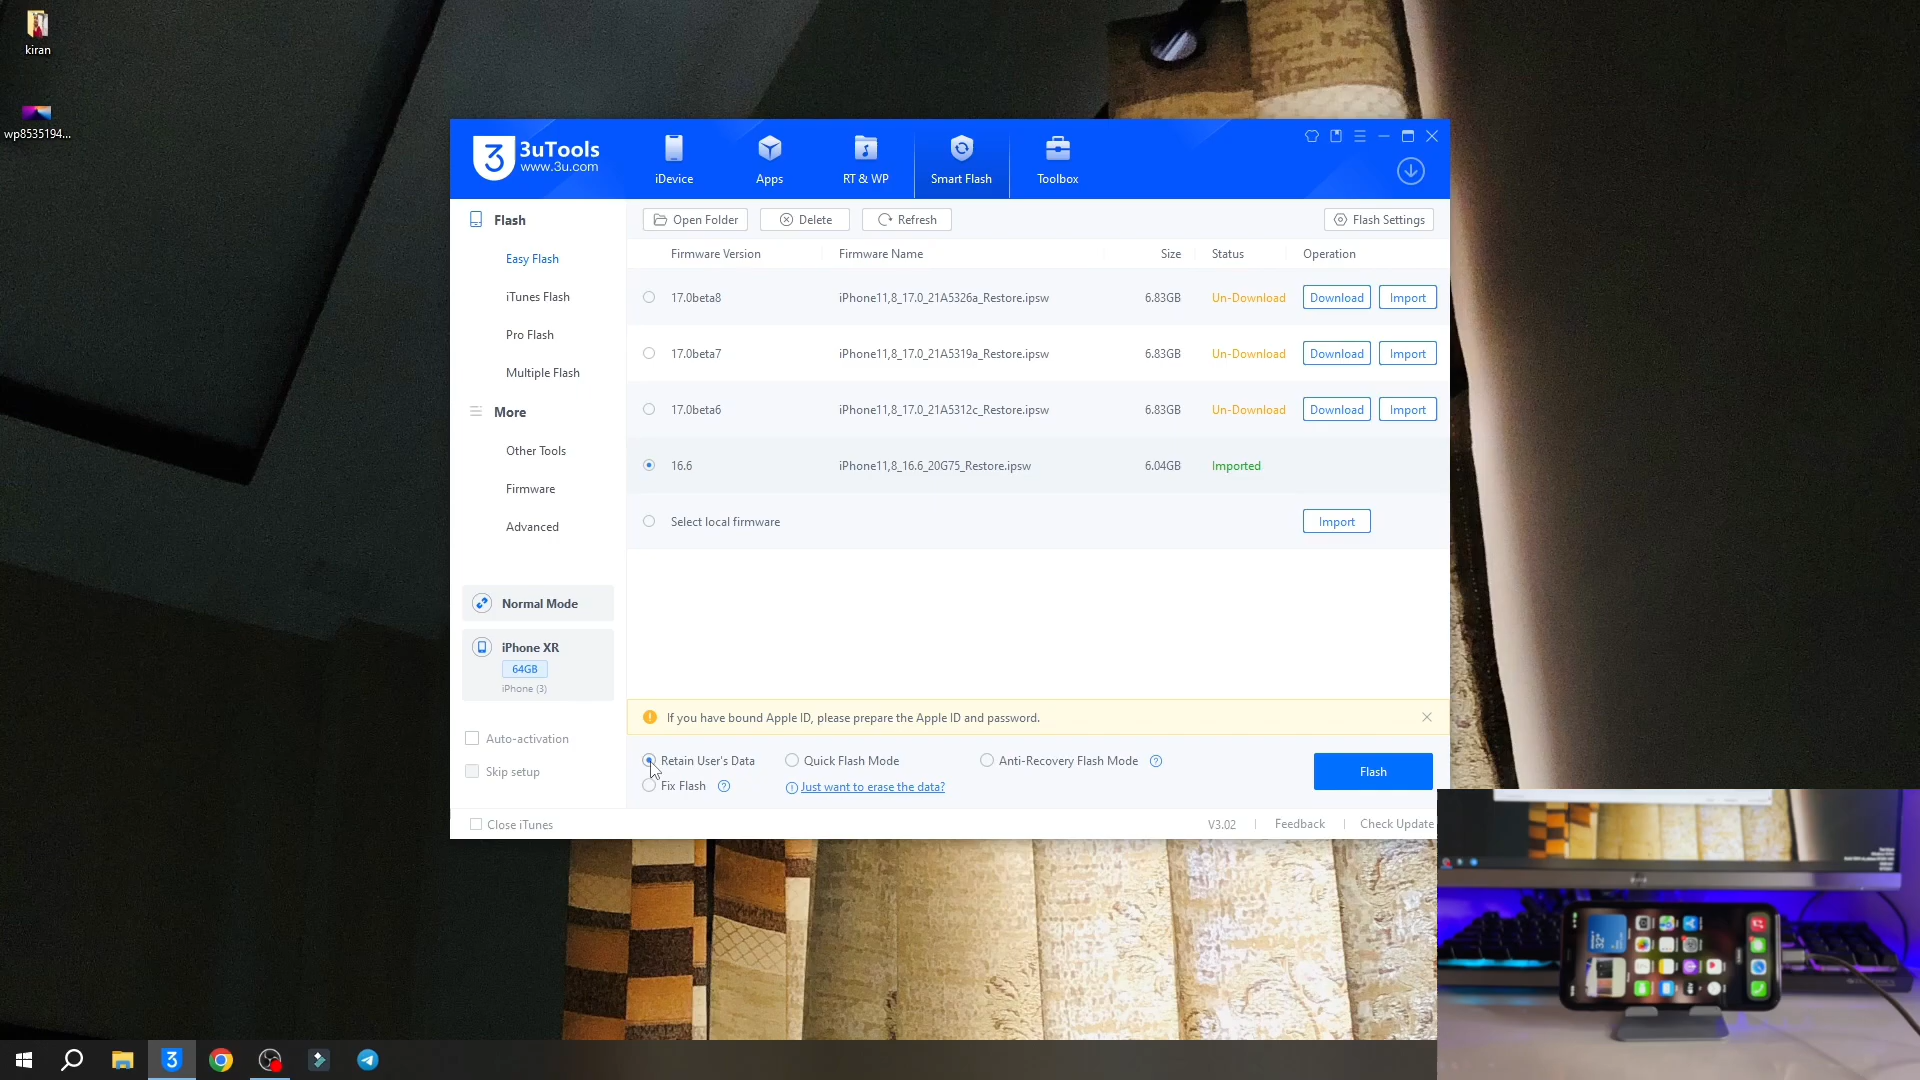 kiran
wp8535194...
3uTools
www.3u.com
iDevice
Apps
RT & WP
Smart Flash
Toolbox
Flash
Easy Flash
iTunes Flash
Pro Flash
Multiple Flash
More
Other Tools
Firmware
Advanced
Normal Mode
iPhone XR
64GB
iPhone (3)
Auto-activation
Skip setup
Open Folder
Delete
Refresh
Flash Settings
Firmware Version Firmware Name Size Status Operation
17.0beta8 iPhone11,8_17.0_21A5326a_Restore.ipsw 6.83GB Un-Download Download Import
17.0beta7 iPhone11,8_17.0_21A5319a_Restore.ipsw 6.83GB Un-Download Download Import
17.0beta6 iPhone11,8_17.0_21A5312c_Restore.ipsw 6.83GB Un-Download Download Import
16.6 iPhone11,8_16.6_20G75_Restore.ipsw 6.04GB Imported
Select local firmware Import
If you have bound Apple ID, please prepare the Apple ID and password.
Retain User's Data Quick Flash Mode Anti-Recovery Flash Mode
Fix Flash Just want to erase the data?
Flash
Close iTunes V3.02 Feedback Check Update